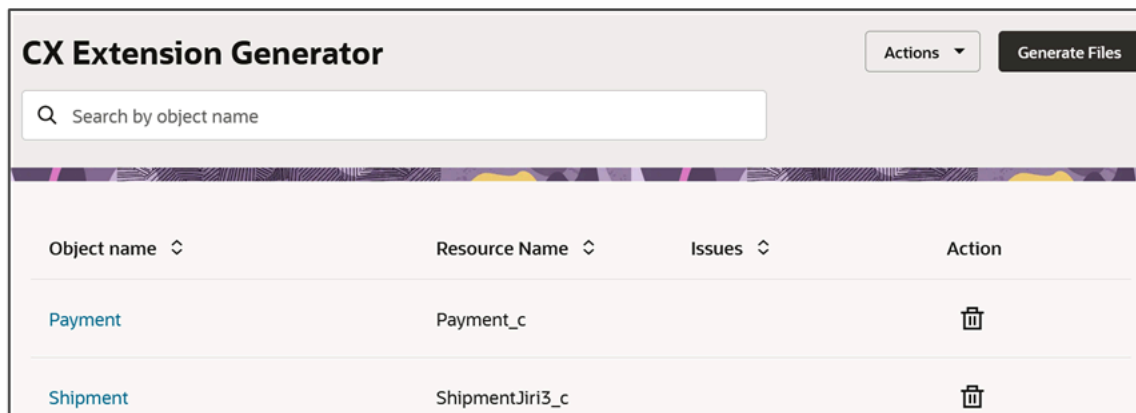 CX Extension Generator
Actions
Generate Files
Search by object name
Object name Resource Name Issues Action
Payment Payment_c
Shipment ShipmentJiri3_c